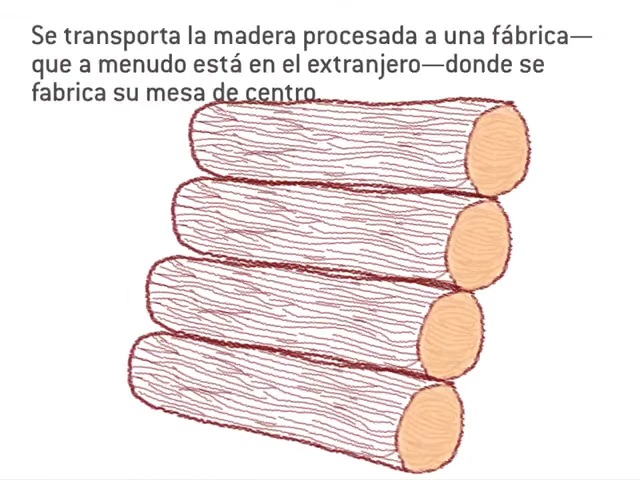 Se transporta la madera procesada a una fábrica—
que a menudo está en el extranjero—donde se
fabrica su mesa de centro.